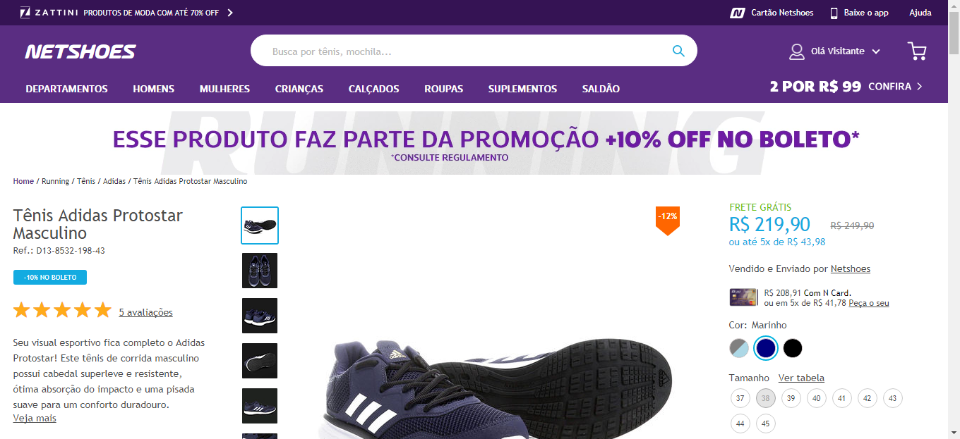 ZATTINI PRODUTOS DE MODA COM ATÉ 70% OFF
Cartão Netshoes
Baixe o app
Ajuda
NETSHOES
Busca por tênis, mochila...
Olá Visitante
DEPARTAMENTOS HOMENS MULHERES CRIANÇAS CALÇADOS ROUPAS SUPLEMENTOS SALDÃO
2 POR R$ 99 CONFIRA
RUNNING
ESSE PRODUTO FAZ PARTE DA PROMOÇÃO +10% OFF NO BOLETO*
*CONSULTE REGULAMENTO
Home / Running / Tênis / Adidas / Tênis Adidas Protostar Masculino
Tênis Adidas Protostar
Masculino
Ref.: D13-8532-198-43
-10% NO BOLETO
5 avaliações
Seu visual esportivo fica completo o Adidas
Protostar! Este tênis de corrida masculino
possui cabedal superleve e resistente,
ótima absorção do impacto e uma pisada
suave para um conforto duradouro.
Veja mais
-12%
FRETE GRÁTIS
R$ 219,90 R$ 249,90
ou até 5x de R$ 43,98
Vendido e Enviado por Netshoes
R$ 208,91 Com N Card.
ou em 5x de R$ 41,78 Peça o seu
Cor: Marinho
Tamanho Ver tabela
37 38 39 40 41 42 43
44 45